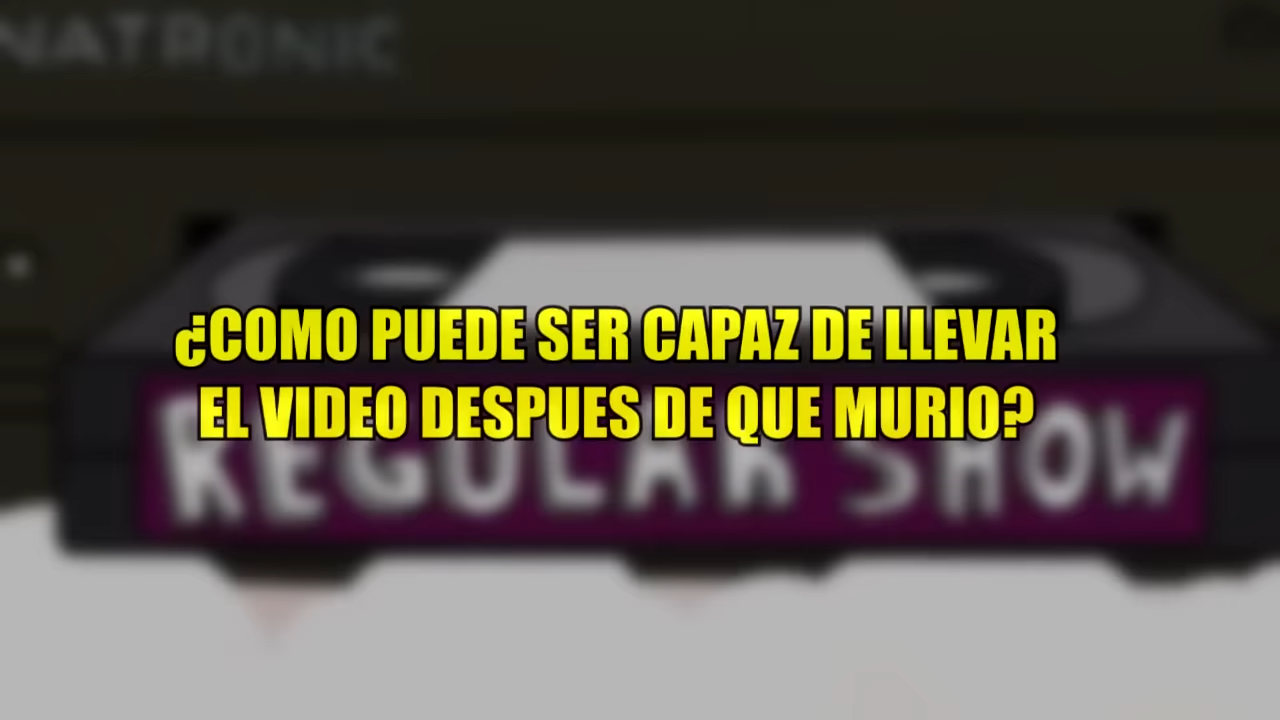 NATRONIC
¿COMO PUEDE SER CAPAZ DE LLEVAR
EL VIDEO DESPUES DE QUE MURIO?
REGULAR SHOW